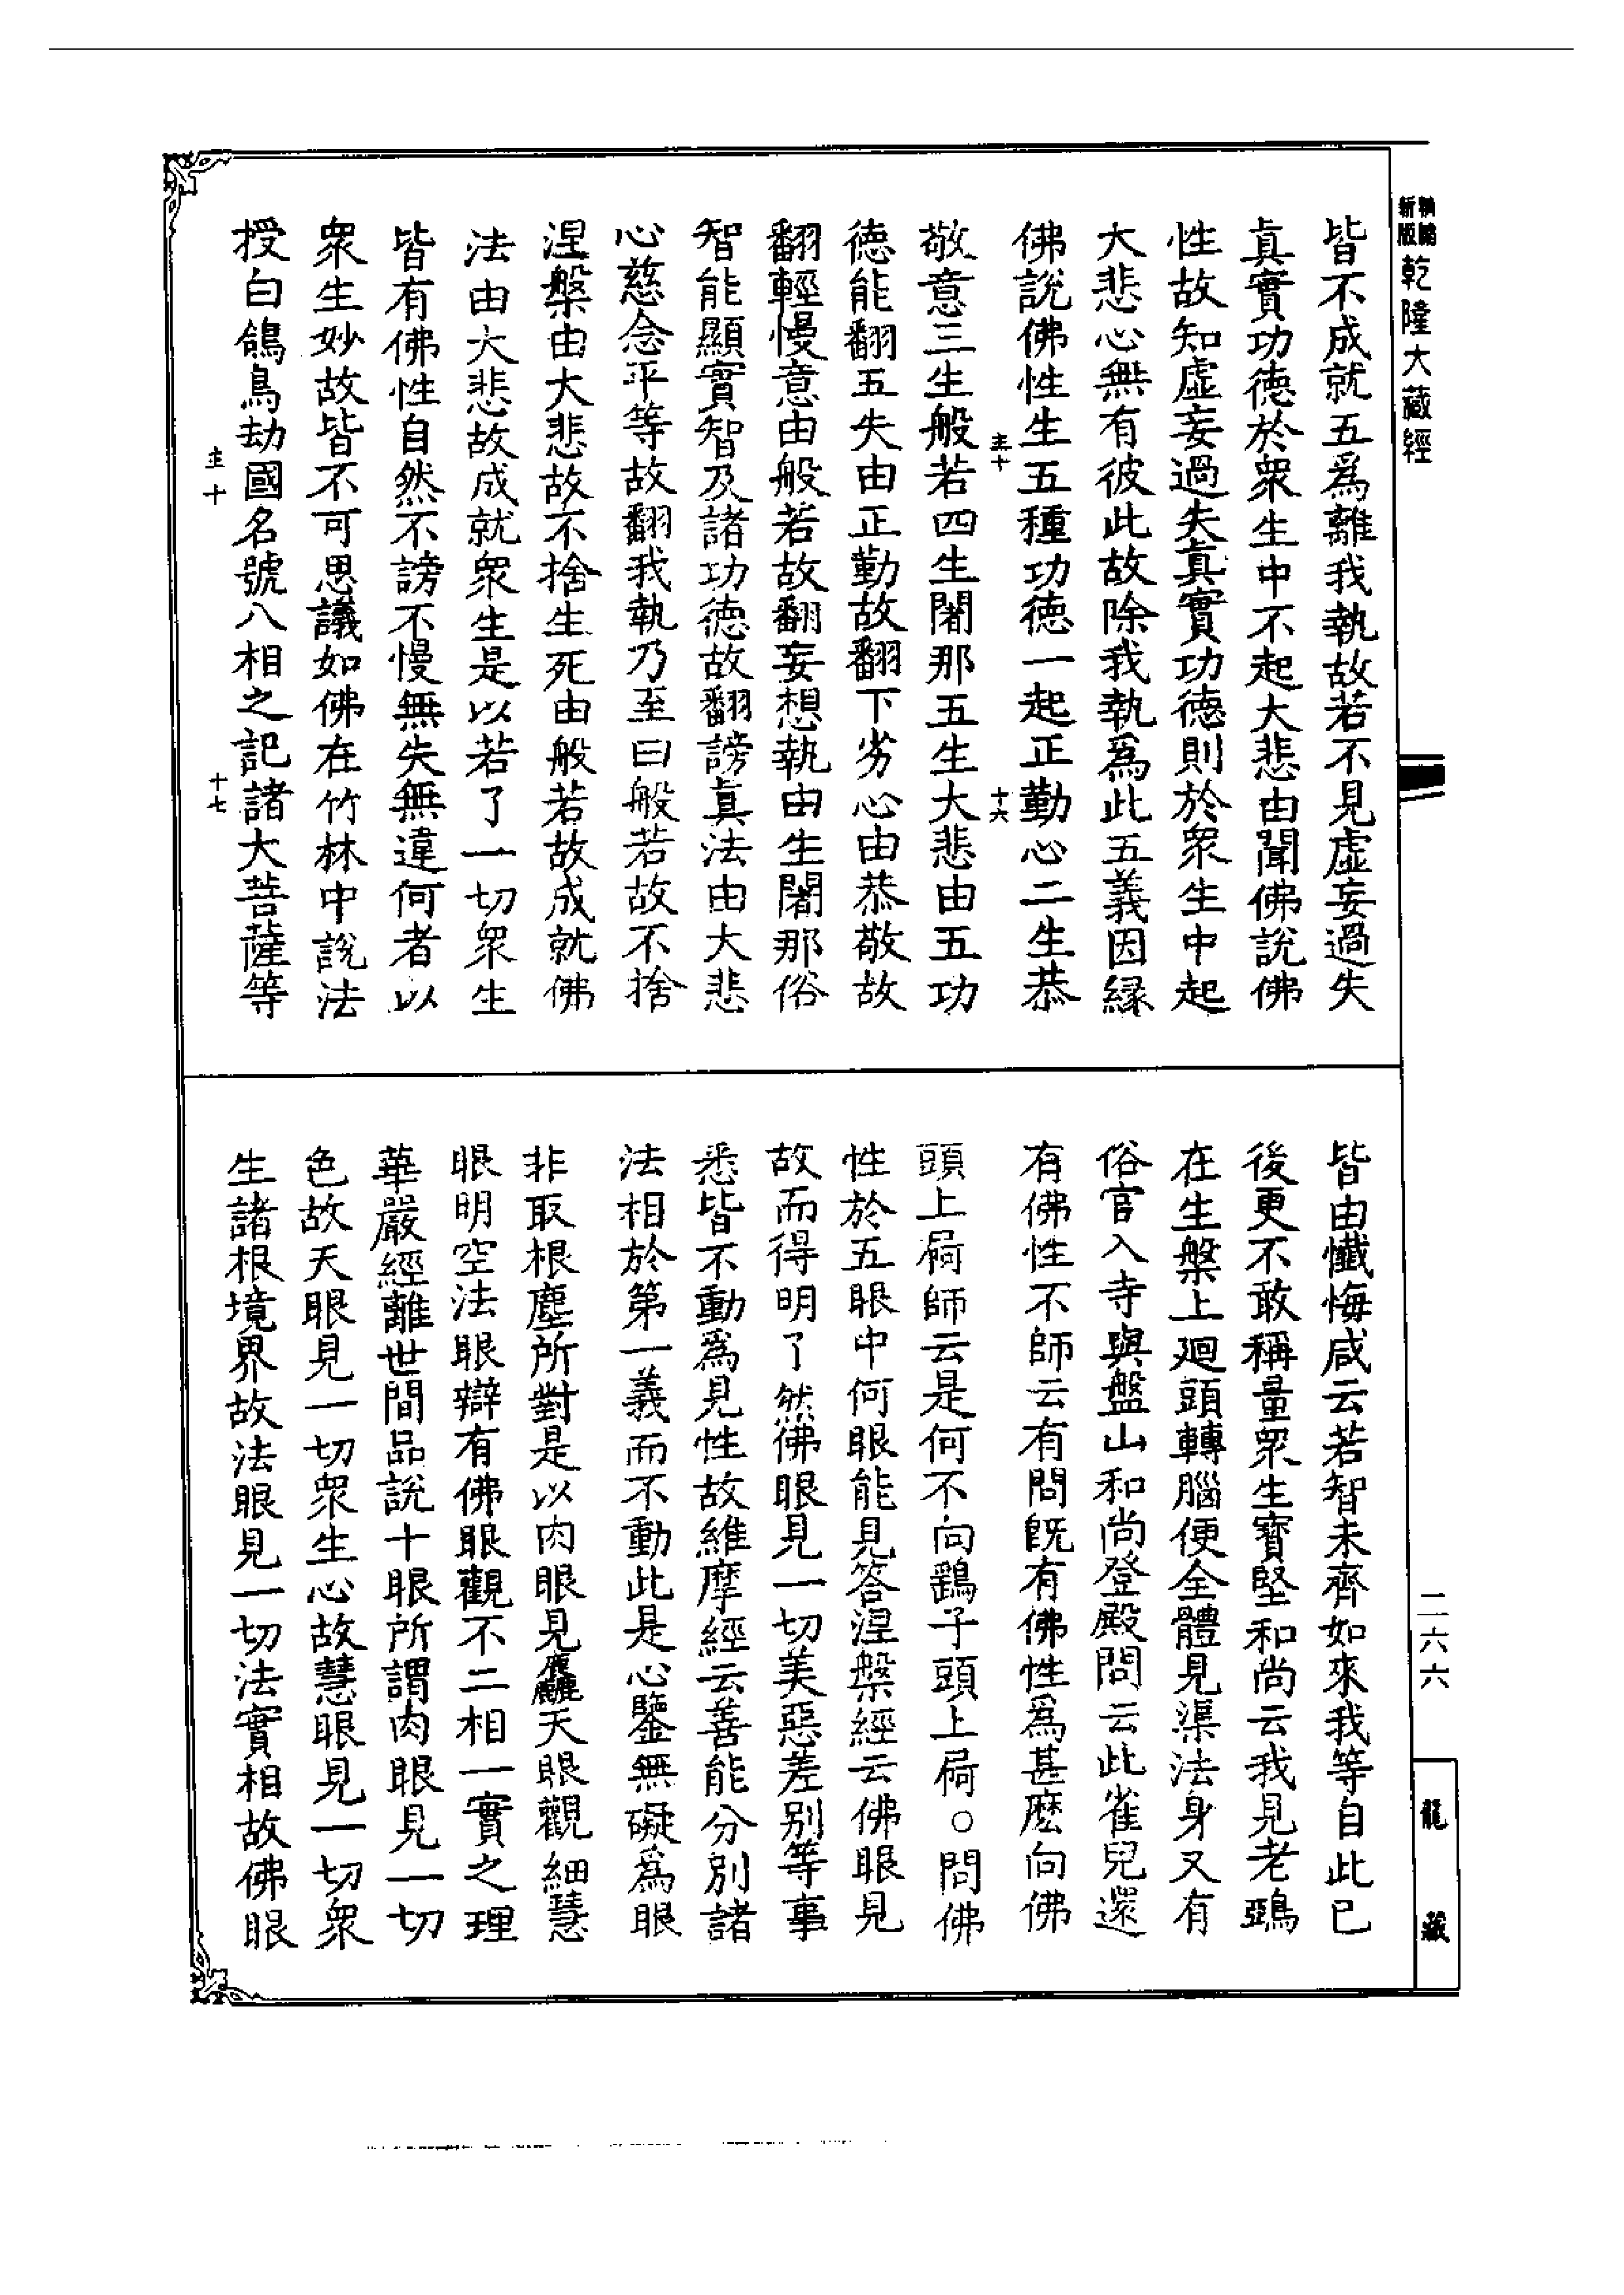 新版
乾隆大藏經
皆不成就五爲離我執故若不見虛妄過失
真實功德於衆生中不起大悲由聞佛說佛
性故知虛妄過失真實功德則於衆生中起
大悲心無有彼此故除我執爲此五義因緣
佛說佛性生五種功德一起正勤心二生恭
十
十六
敬意三生般若四生闍那五生大悲由五功
德能翻五失由正勤故翻下劣心由恭敬故
翻輕慢意由般若故翻妄想執由生闍那俗
智能顯實智及諸功德故翻謗真法由大悲
心慈念平等故翻我執乃至曰般若故不捨
涅槃由大悲故不捨生死由般若故成就佛
法由大悲故成就衆生是以若了一切衆生
皆有佛性自然不謗不慢無失無違何者以
衆生妙故皆不可思議如佛在竹林中說法
授白鴿鳥劫國名號八相之記諸大菩薩等
十
十七
皆由懺悔咸云若智未齊如來我等自此已
後更不敢稱量衆生寶堅和尚云我見老鵶
在生槃上廻頭轉腦便全體見渠法身又有
俗官入寺與盤山和尚登殿問云此雀兒還
有佛性不師云有問旣有佛性爲甚麽向佛
頭上屙師云是何不向鷂子頭上屙○問佛
性於五眼中何眼能見答涅槃經云佛眼見
故而得明了然佛眼見一切美惡差別等事
悉皆不動爲見性故維摩經云善能分別諸
法相於第一義而不動此是心鑒無礙爲眼
非取根塵所對是以肉眼見麤天眼觀細慧
眼明空法眼辯有佛眼觀不二相一實之理
華嚴經離世間品說十眼所謂肉眼見一切
色故天眼見一切衆生心故慧眼見一切衆
生諸根境界故法眼見一切法實相故佛眼
二六六
龍藏